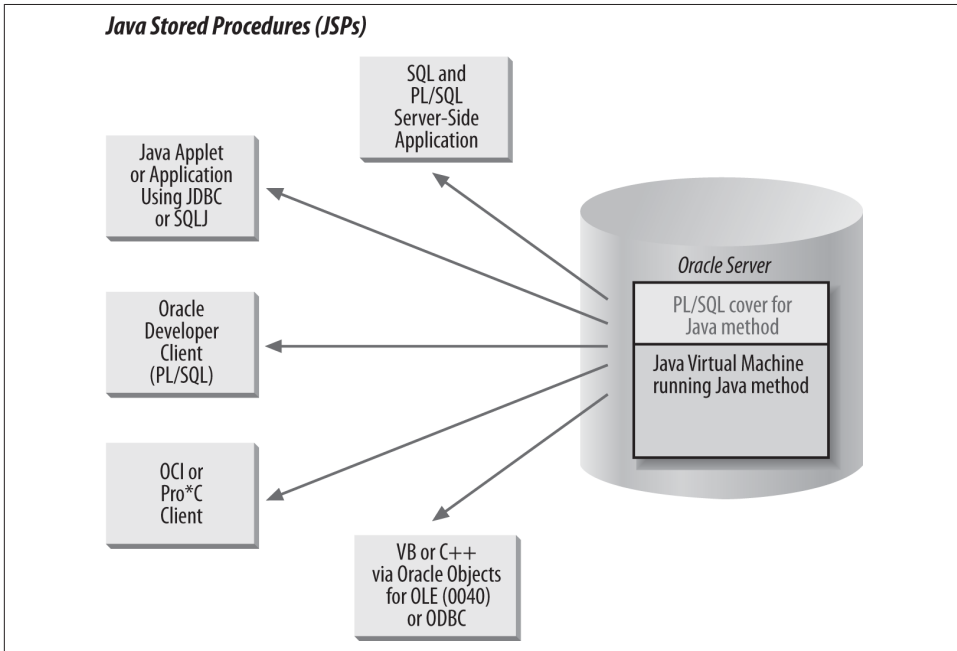 Java Stored Procedures (JSPs)
SQL and
PL/SQL
Server-Side
Application
Java Applet
or Application
Using JDBC
or SQLJ
Oracle Server
PL/SQL cover for
Java method
Oracle
Developer
Client
(PL/SQL)
Java Virtual Machine
running Java method
OCI or
Pro*C
Client
VB or C++
via Oracle Objects
for OLE (0040)
or ODBC